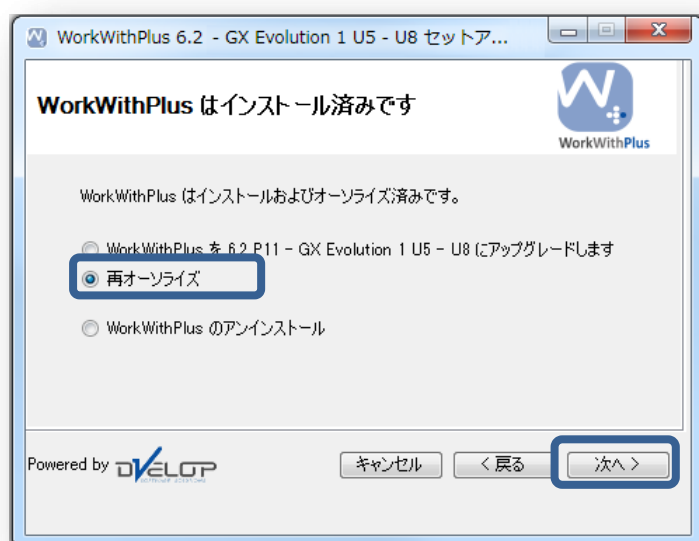 WorkWithPlus 6.2 - GX Evolution 1 U5 - U8 セットア...
WorkWithPlus はインストール済みです
WorkWithPlus
WorkWithPlus はインストールおよびオーソライズ済みです。
WorkWithPlus を 6.2 P11 - GX Evolution 1 U5 - U8 にアップグレードします
再オーソライズ
WorkWithPlus のアンインストール
Powered by DVELOP
SOFTWARE SOLUTIONS
キャンセル
< 戻る
次へ >